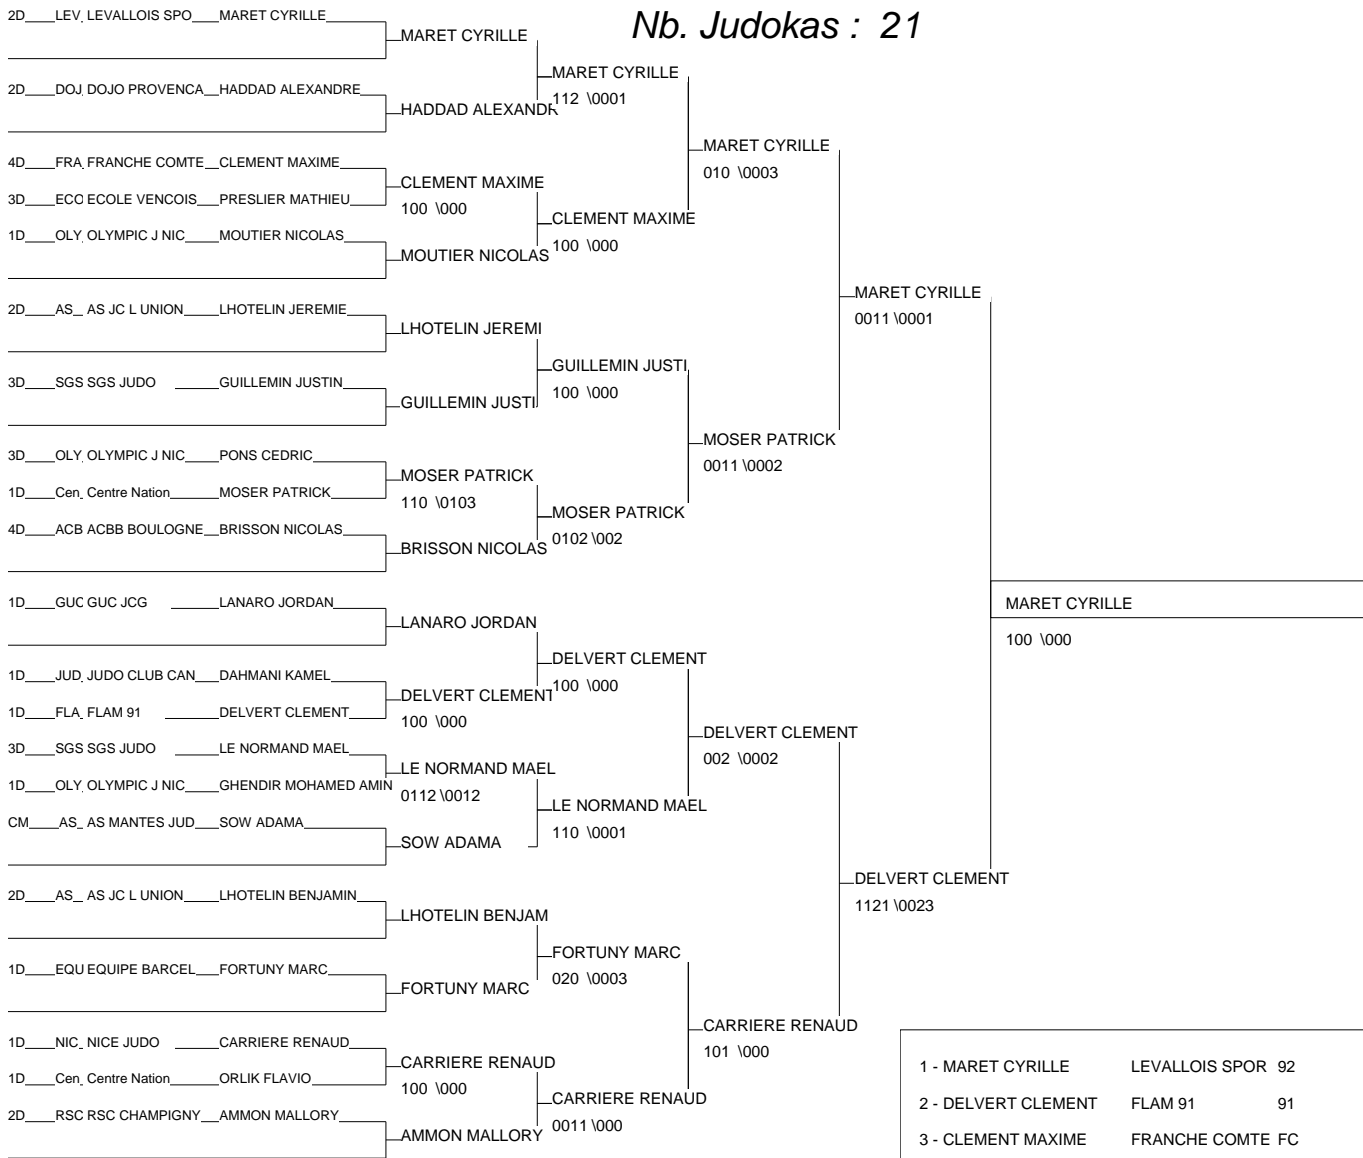 Nb. Judokas : 21
2D LEV LEVALLOIS SPO MARET CYRILLE
2D DOJ DOJO PROVENCA HADDAD ALEXANDRE
4D FRA FRANCHE COMTE CLEMENT MAXIME
3D ECO ECOLE VENCOIS PRESLIER MATHIEU
1D OLY OLYMPIC J NIC MOUTIER NICOLAS
2D AS AS JC L UNION LHOTELIN JEREMIE
3D SGS SGS JUDO GUILLEMIN JUSTIN
3D OLY OLYMPIC J NIC PONS CEDRIC
1D Cen Centre Nation MOSER PATRICK
4D ACB ACBB BOULOGNE BRISSON NICOLAS
1D GUC GUC JCG LANARO JORDAN
1D JUD JUDO CLUB CAN DAHMANI KAMEL
1D FLA FLAM 91 DELVERT CLEMENT
3D SGS SGS JUDO LE NORMAND MAEL
1D OLY OLYMPIC J NIC GHENDIR MOHAMED AMIN
CM AS AS MANTES JUD SOW ADAMA
2D AS AS JC L UNION LHOTELIN BENJAMIN
1D EQU EQUIPE BARCEL FORTUNY MARC
1D NIC NICE JUDO CARRIERE RENAUD
1D Cen Centre Nation ORLIK FLAVIO
2D RSC RSC CHAMPIGNY AMMON MALLORY
MARET CYRILLE
HADDAD ALEXANDR
CLEMENT MAXIME
100 \000
MOUTIER NICOLAS
LHOTELIN JEREMI
GUILLEMIN JUSTI
MOSER PATRICK
110 \0103
BRISSON NICOLAS
LANARO JORDAN
DELVERT CLEMENT
100 \000
LE NORMAND MAEL
0112 \0012
SOW ADAMA
LHOTELIN BENJAM
FORTUNY MARC
CARRIERE RENAUD
100 \000
AMMON MALLORY
MARET CYRILLE
112 \0001
CLEMENT MAXIME
100 \000
GUILLEMIN JUSTI
100 \000
MOSER PATRICK
0102 \002
DELVERT CLEMENT
100 \000
LE NORMAND MAEL
110 \0001
FORTUNY MARC
020 \0003
CARRIERE RENAUD
0011 \000
MARET CYRILLE
010 \0003
MOSER PATRICK
0011 \0002
DELVERT CLEMENT
002 \0002
CARRIERE RENAUD
101 \000
MARET CYRILLE
0011 \0001
DELVERT CLEMENT
1121 \0023
MARET CYRILLE
100 \000
1 - MARET CYRILLE LEVALLOIS SPOR 92
2 - DELVERT CLEMENT FLAM 91 91
3 - CLEMENT MAXIME FRANCHE COMTE FC